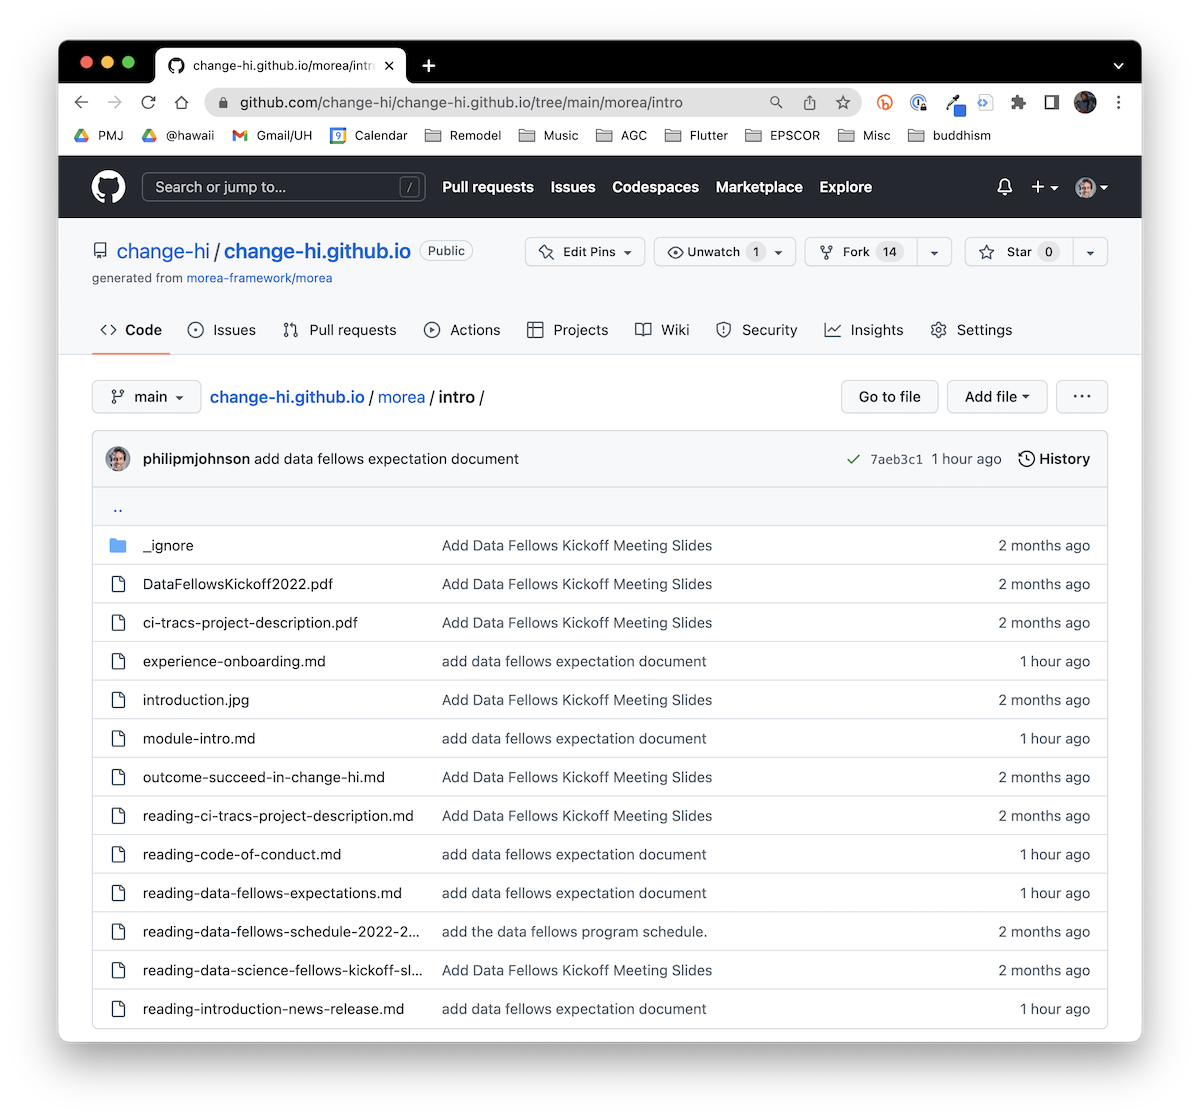 change-hi.github.io/morea/intr
github.com/change-hi/change-hi.github.io/tree/main/morea/intro
PMJ @hawaii Gmail/UH 9 Calendar Remodel Music AGC Flutter EPSCOR Misc buddhism
Search or jump to... / Pull requests Issues Codespaces Marketplace Explore
change-hi / change-hi.github.io Public Edit Pins Unwatch 1 Fork 14 Star 0
generated from morea-framework/morea
Code Issues Pull requests Actions Projects Wiki Security Insights Settings
main change-hi.github.io / morea / intro / Go to file Add file ...
philipmjohnson add data fellows expectation document 7aeb3c1 1 hour ago History
..
_ignore Add Data Fellows Kickoff Meeting Slides 2 months ago
DataFellowsKickoff2022.pdf Add Data Fellows Kickoff Meeting Slides 2 months ago
ci-tracs-project-description.pdf Add Data Fellows Kickoff Meeting Slides 2 months ago
experience-onboarding.md add data fellows expectation document 1 hour ago
introduction.jpg Add Data Fellows Kickoff Meeting Slides 2 months ago
module-intro.md add data fellows expectation document 1 hour ago
outcome-succeed-in-change-hi.md Add Data Fellows Kickoff Meeting Slides 2 months ago
reading-ci-tracs-project-description.md Add Data Fellows Kickoff Meeting Slides 2 months ago
reading-code-of-conduct.md add data fellows expectation document 1 hour ago
reading-data-fellows-expectations.md add data fellows expectation document 1 hour ago
reading-data-fellows-schedule-2022-2... add the data fellows program schedule. 2 months ago
reading-data-science-fellows-kickoff-sl... Add Data Fellows Kickoff Meeting Slides 2 months ago
reading-introduction-news-release.md add data fellows expectation document 1 hour ago